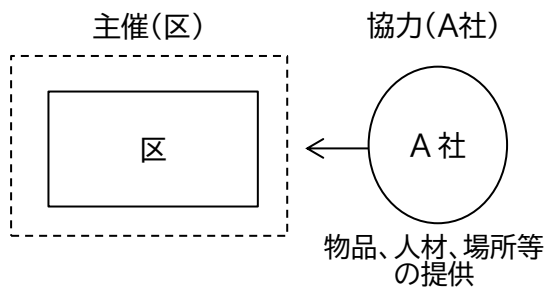 主催（区）
協力（A社）
区
A 社
物品、人材、場所等
の提供